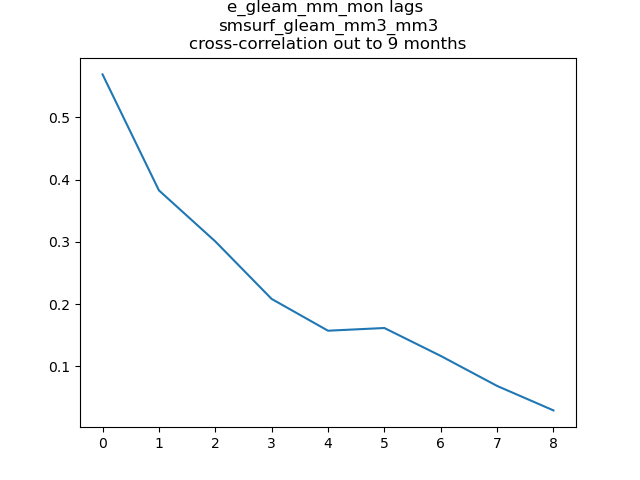 e_gleam_mm_mon lags
smsurf_gleam_mm3_mm3
cross-correlation out to 9 months
0.5
0.4
0.3
0.2
0.1
0 1 2 3 4 5 6 7 8